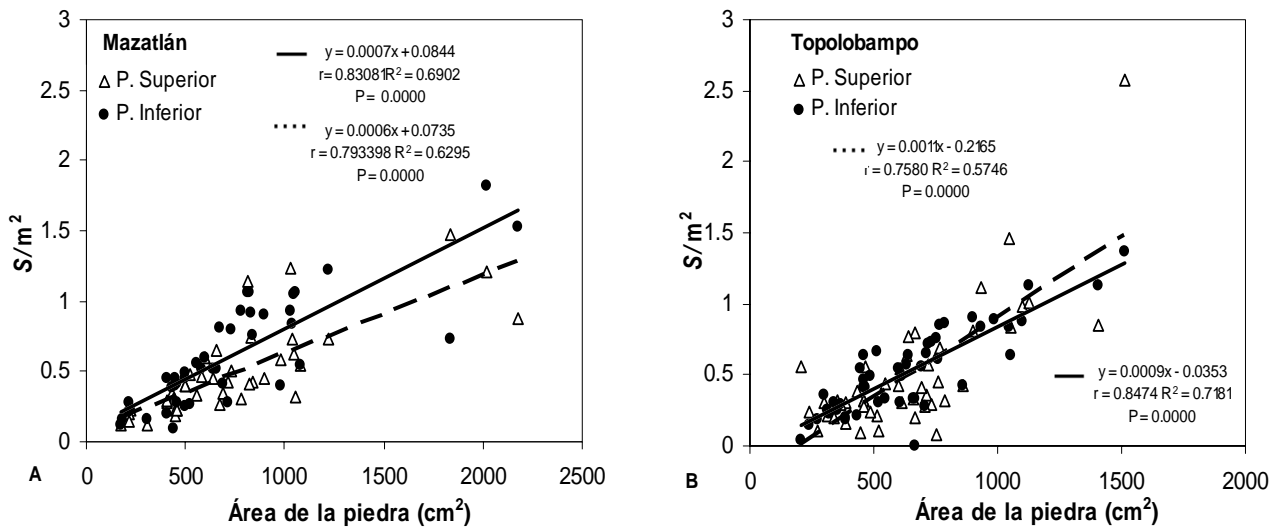 3
2.5
2
1.5
1
0.5
0
S/m²
Mazatlán
P. Superior
P. Inferior
y = 0.0007x + 0.0844
r = 0.83081R² = 0.6902
P = 0.0000
y = 0.0006x + 0.0735
r = 0.793398 R² = 0.6295
P = 0.0000
0 500 1000 1500 2000 2500
A
Área de la piedra (cm²)
3
2.5
2
1.5
1
0.5
0
S/m²
Topolobampo
P. Superior
P. Inferior
y = 0.0011x - 0.2165
r = 0.7580 R² = 0.5746
P = 0.0000
y = 0.0009x - 0.0353
r = 0.8474 R² = 0.7181
P = 0.0000
0 500 1000 1500 2000
B
Área de la piedra (cm²)